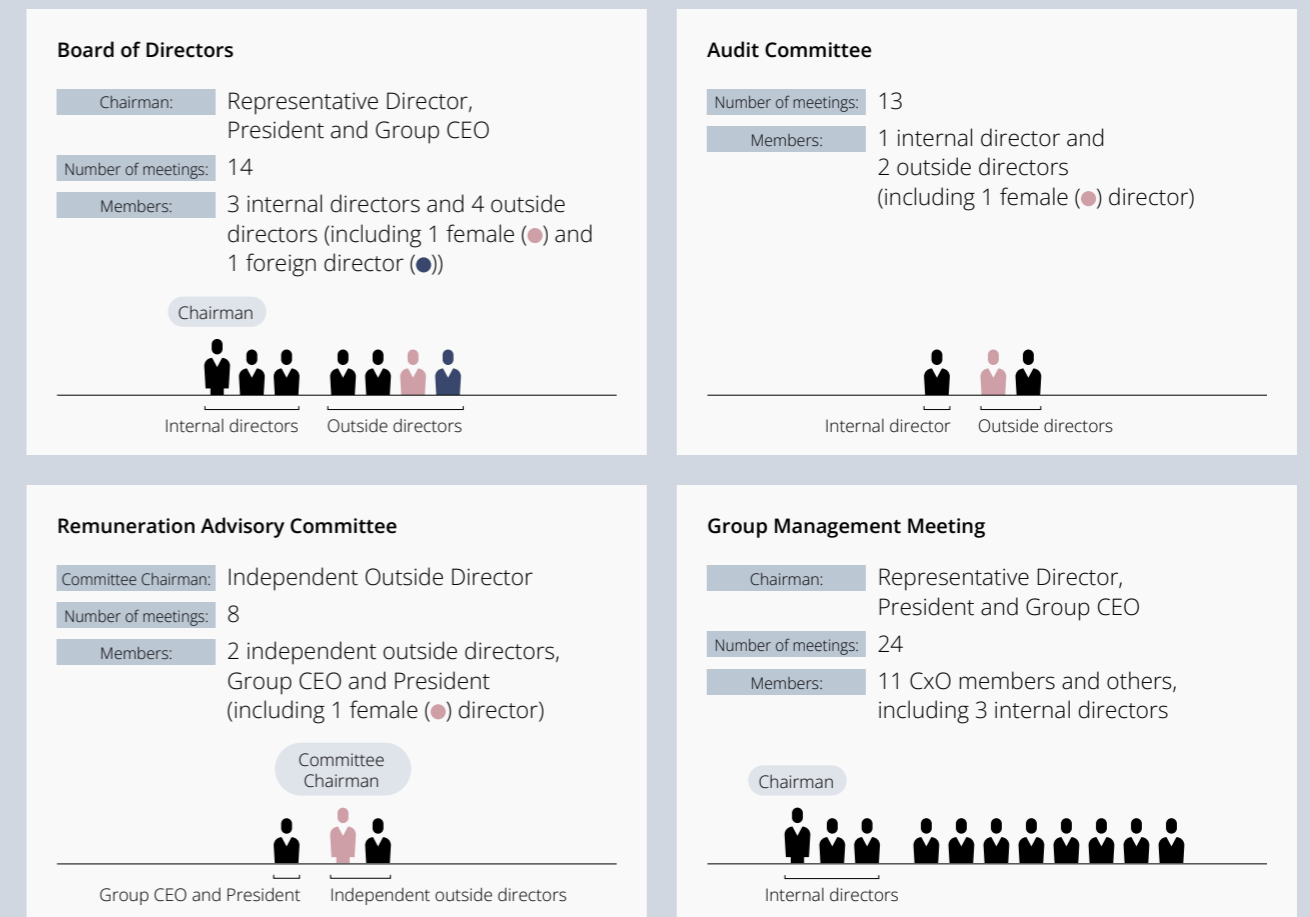 Board of Directors
Chairman: Representative Director,
President and Group CEO
Number of meetings: 14
Members: 3 internal directors and 4 outside
directors (including 1 female (●) and
1 foreign director (●))
Chairman
Internal directors Outside directors
Audit Committee
Number of meetings: 13
Members: 1 internal director and
2 outside directors
(including 1 female (●) director)
Internal director Outside directors
Remuneration Advisory Committee
Committee Chairman: Independent Outside Director
Number of meetings: 8
Members: 2 independent outside directors,
Group CEO and President
(including 1 female (●) director)
Committee
Chairman
Group CEO and President Independent outside directors
Group Management Meeting
Chairman: Representative Director,
President and Group CEO
Number of meetings: 24
Members: 11 CxO members and others,
including 3 internal directors
Chairman
Internal directors